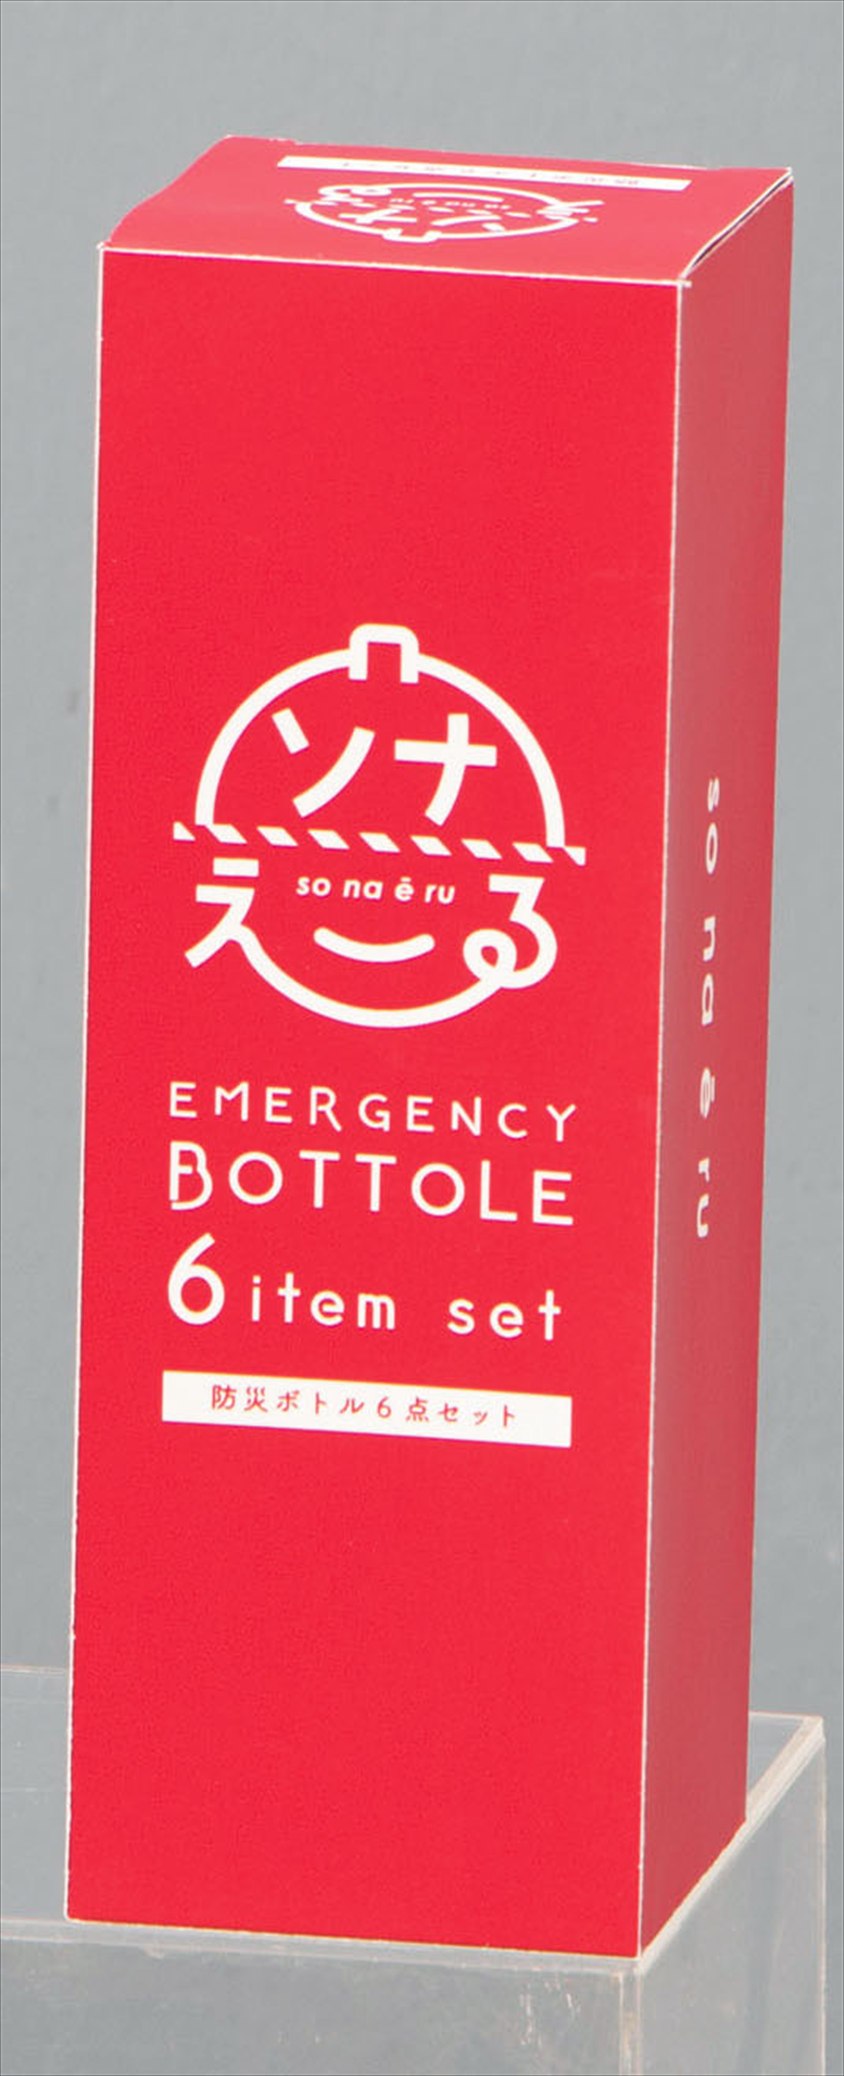 ソナ
えーる
so na ē ru
EMERGENCY
BOTTOLE
6 item set
防災ボトル6点セット
so na ē ru